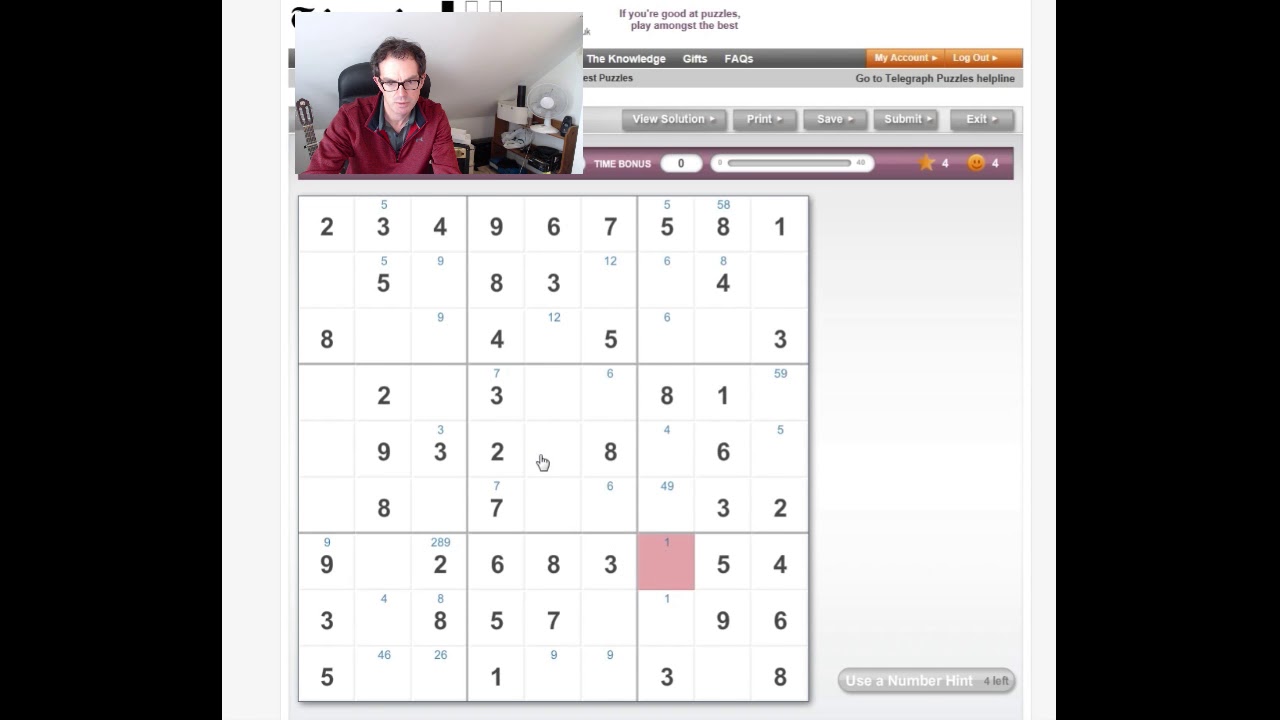 If you're good at puzzles,
play amongst the best
uk
The Knowledge Gifts FAQs My Account Log Out
est Puzzles Go to Telegraph Puzzles helpline
View Solution Print Save Submit Exit
TIME BONUS 0 0 40 4 4
5 5 58
2 3 4 9 6 7 5 8 1
5 9 12 6 8
5 8 3 4
9 12 6
8 4 5 3
7 6 59
2 3 8 1
3 4 5
9 3 2 8 6
7 6 49
8 7 3 2
9 289 1
9 2 6 8 3 5 4
4 8 1
3 8 5 7 9 6
46 26 9 9
5 1 3 8
Use a Number Hint 4 left